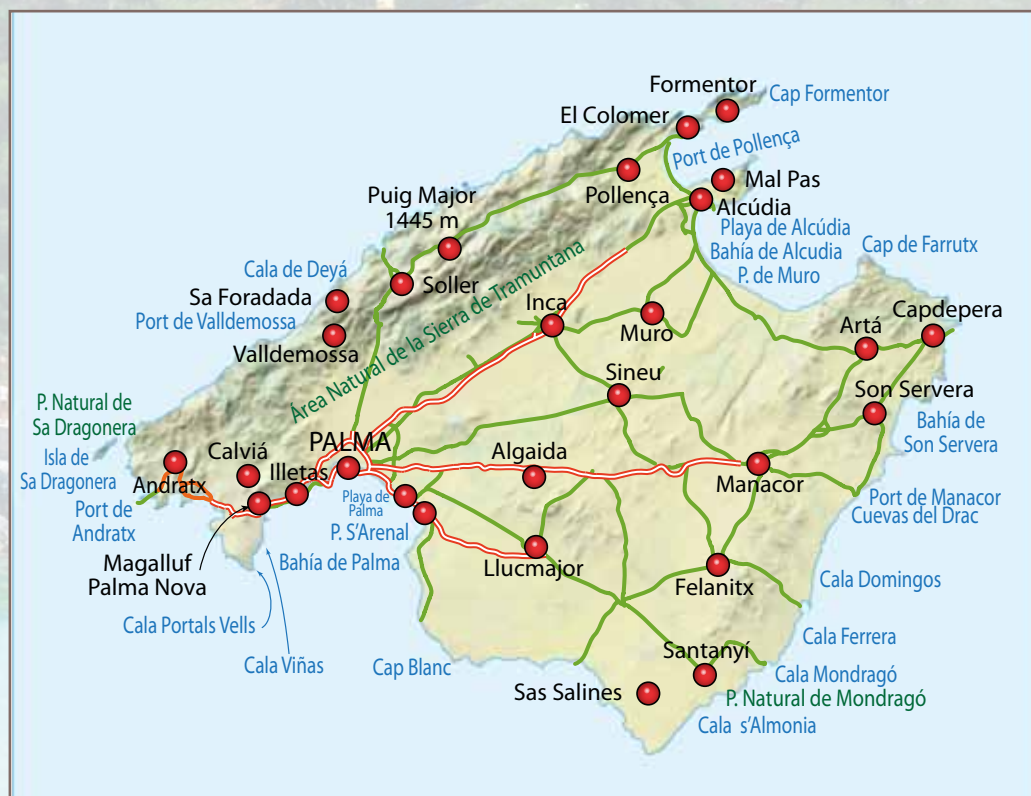 Formentor
Cap Formentor
El Colomer
Port de Pollença
Mal Pas
Pollença
Alcúdia
Puig Major
1445 m
Playa de Alcúdia
Bahía de Alcudia
P. de Muro
Cap de Farrutx
Cala de Deyá
Soller
Sa Foradada
Port de Valldemossa
Valldemossa
Área Natural de la Sierra de Tramuntana
Inca
Muro
Artá
Capdepera
Sineu
Son Servera
Bahía de
Son Servera
P. Natural de
Sa Dragonera
Isla de
Sa Dragonera
Calviá
Illetas
PALMA
Algaida
Andratx
Port de
Andratx
Playa de
Palma
P. S'Arenal
Manacor
Port de Manacor
Cuevas del Drac
Magalluf
Palma Nova
Bahía de Palma
Llucmajor
Felanitx
Cala Domingos
Cala Portals Vells
Cala Viñas
Cap Blanc
Cala Ferrera
Santanyí
Cala Mondragó
Sas Salines
P. Natural de Mondragó
Cala s'Almonia